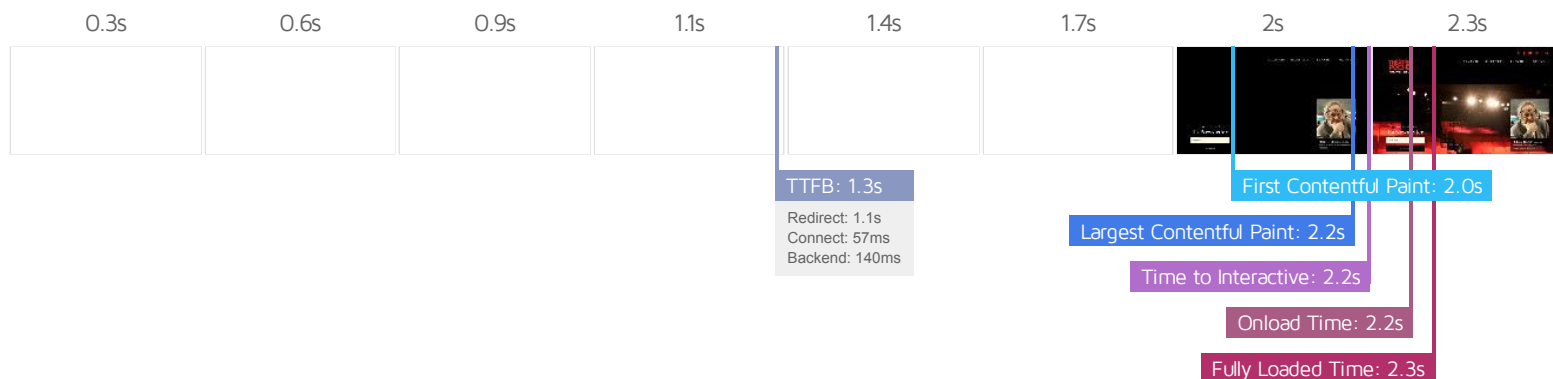 0.3s 0.6s 0.9s 1.1s 1.4s 1.7s 2s 2.3s
TTFB: 1.3s
Redirect: 1.1s
Connect: 57ms
Backend: 140ms
First Contentful Paint: 2.0s
Largest Contentful Paint: 2.2s
Time to Interactive: 2.2s
Onload Time: 2.2s
Fully Loaded Time: 2.3s